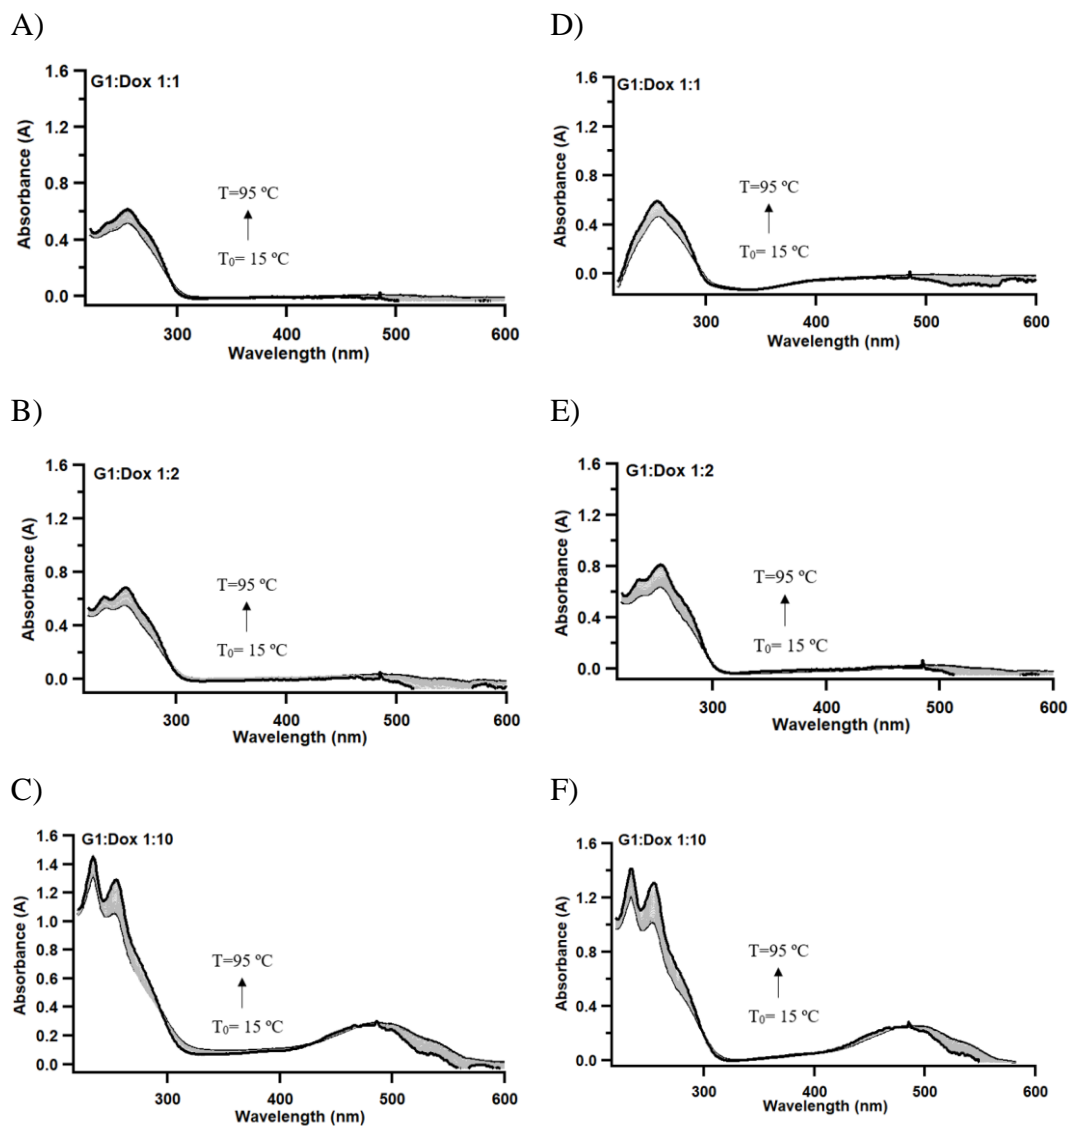 A)
G1:Dox 1:1
Absorbance (A)
1.6
1.2
0.8
0.4
0.0
T=95 ºC
T₀= 15 ºC
300 400 500 600
Wavelength (nm)
D)
G1:Dox 1:1
Absorbance (A)
1.6
1.2
0.8
0.4
0.0
T=95 ºC
T₀= 15 ºC
300 400 500 600
Wavelength (nm)
B)
G1:Dox 1:2
Absorbance (A)
1.6
1.2
0.8
0.4
0.0
T=95 ºC
T₀= 15 ºC
300 400 500 600
Wavelength (nm)
E)
G1:Dox 1:2
Absorbance (A)
1.6
1.2
0.8
0.4
0.0
T=95 ºC
T₀= 15 ºC
300 400 500 600
Wavelength (nm)
C)
G1:Dox 1:10
Absorbance (A)
1.6
1.4
1.2
1.0
0.8
0.6
0.4
0.2
0.0
T=95 ºC
T₀= 15 ºC
300 400 500 600
Wavelength (nm)
F)
G1:Dox 1:10
Absorbance (A)
1.6
1.2
0.8
0.4
0.0
T=95 ºC
T₀= 15 ºC
300 400 500 600
Wavelength (nm)